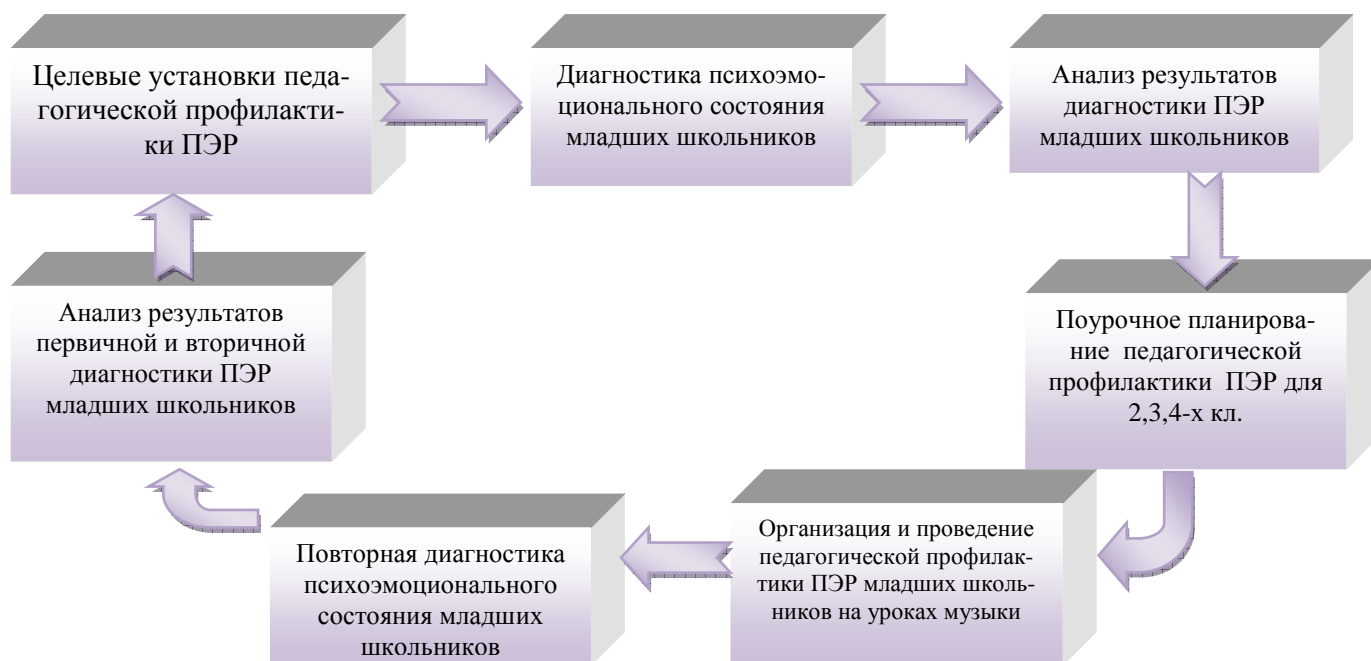 Целевые установки педа-
гогической профилакти-
ки ПЭР
Диагностика психоэмо-
ционального состояния
младших школьников
Анализ результатов
диагностики ПЭР
младших школьников
Поурочное планирова-
ние педагогической
профилактики ПЭР для
2,3,4-х кл.
Организация и проведение
педагогической профилак-
тики ПЭР младших школь-
ников на уроках музыки
Повторная диагностика
психоэмоционального
состояния младших
школьников
Анализ результатов
первичной и вторичной
диагностики ПЭР
младших школьников